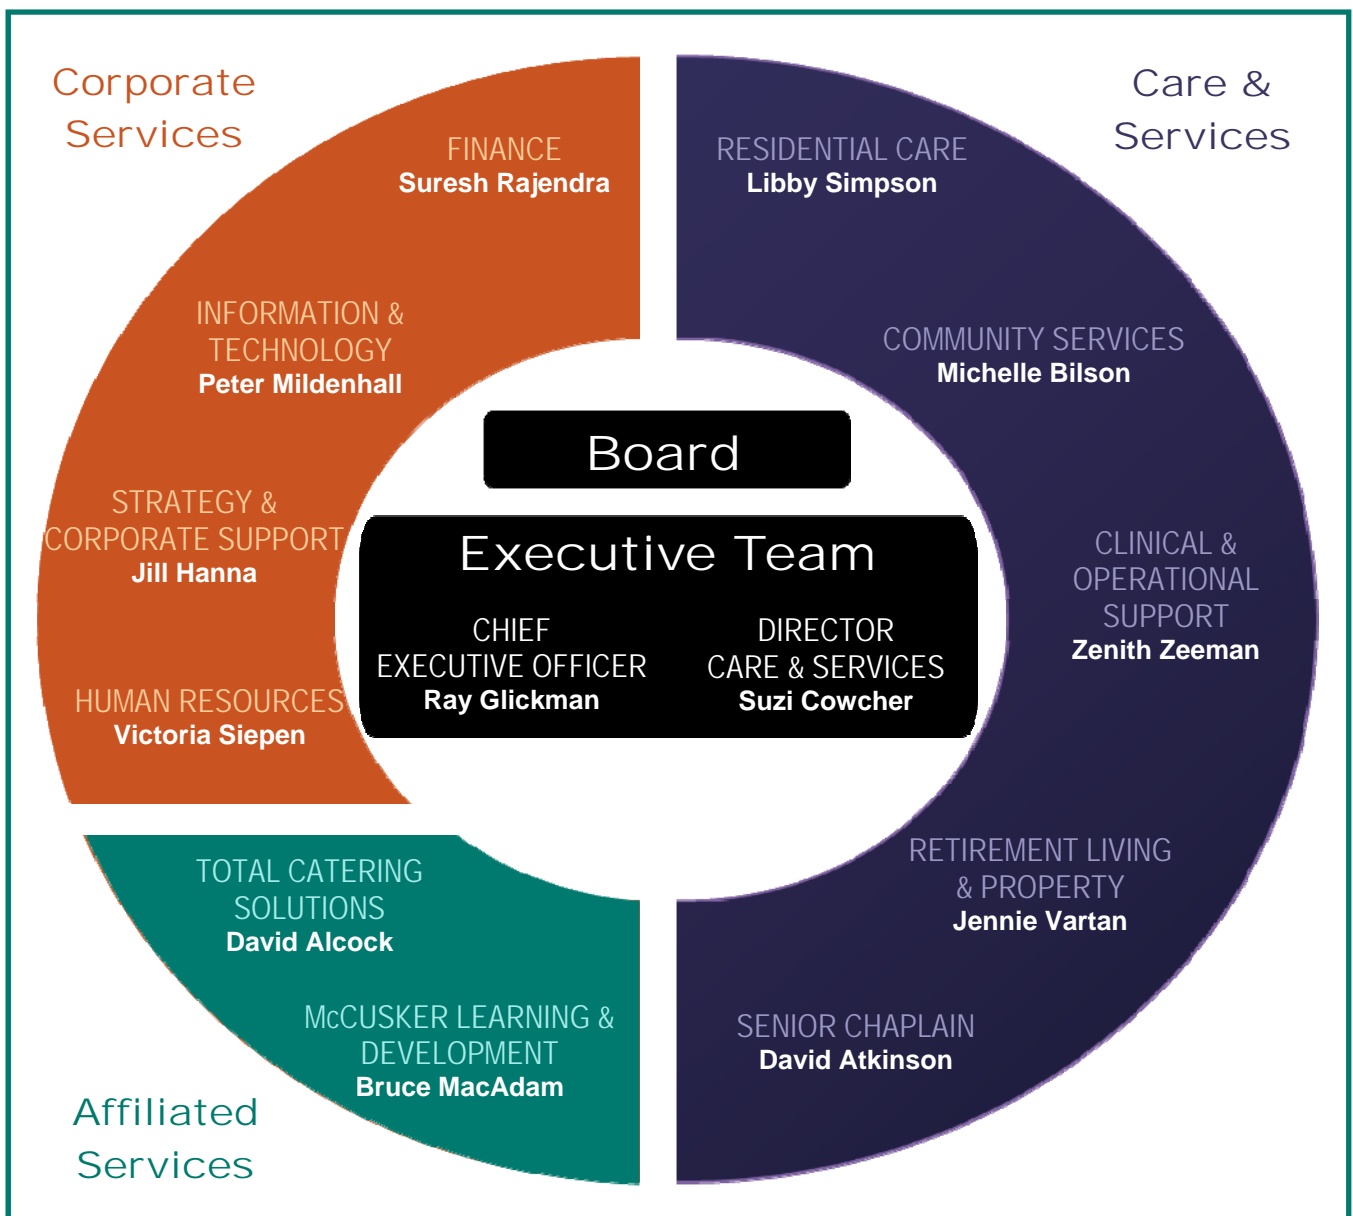 Corporate
Services
FINANCE
Suresh Rajendra
INFORMATION &
TECHNOLOGY
Peter Mildenhall
STRATEGY &
CORPORATE SUPPORT
Jill Hanna
HUMAN RESOURCES
Victoria Siepen
Care &
Services
RESIDENTIAL CARE
Libby Simpson
COMMUNITY SERVICES
Michelle Bilson
CLINICAL &
OPERATIONAL
SUPPORT
Zenith Zeeman
RETIREMENT LIVING
& PROPERTY
Jennie Vartan
SENIOR CHAPLAIN
David Atkinson
Board
Executive Team
CHIEF
EXECUTIVE OFFICER
Ray Glickman
DIRECTOR
CARE & SERVICES
Suzi Cowcher
TOTAL CATERING
SOLUTIONS
David Alcock
McCUSKER LEARNING &
DEVELOPMENT
Bruce MacAdam
Affiliated
Services